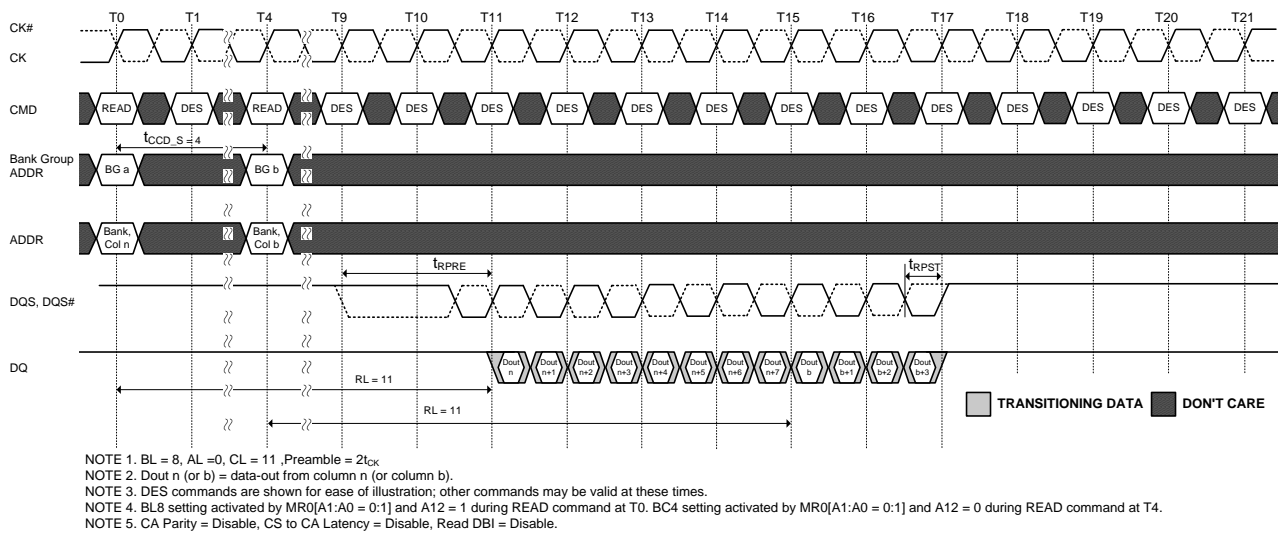 T0 T1 T4 T9 T10 T11 T12 T13 T14 T15 T16 T17 T18 T19 T20 T21
CK#
CK
CMD
READ DES READ DES DES DES DES DES DES DES DES DES DES DES DES DES
tCCD_S = 4
Bank Group
ADDR
BG a BG b
ADDR
Bank, Bank,
Col n Col b
tRPRE tRPST
DQS, DQS#
DQ
Dout Dout Dout Dout Dout Dout Dout Dout Dout Dout Dout Dout
n n+1 n+2 n+3 n+4 n+5 n+6 n+7 b b+1 b+2 b+3
RL = 11
RL = 11
TRANSITIONING DATA DON'T CARE
NOTE 1. BL = 8, AL =0, CL = 11 ,Preamble = 2tCK
NOTE 2. Dout n (or b) = data-out from column n (or column b).
NOTE 3. DES commands are shown for ease of illustration; other commands may be valid at these times.
NOTE 4. BL8 setting activated by MR0[A1:A0 = 0:1] and A12 = 1 during READ command at T0. BC4 setting activated by MR0[A1:A0 = 0:1] and A12 = 0 during READ command at T4.
NOTE 5. CA Parity = Disable, CS to CA Latency = Disable, Read DBI = Disable.